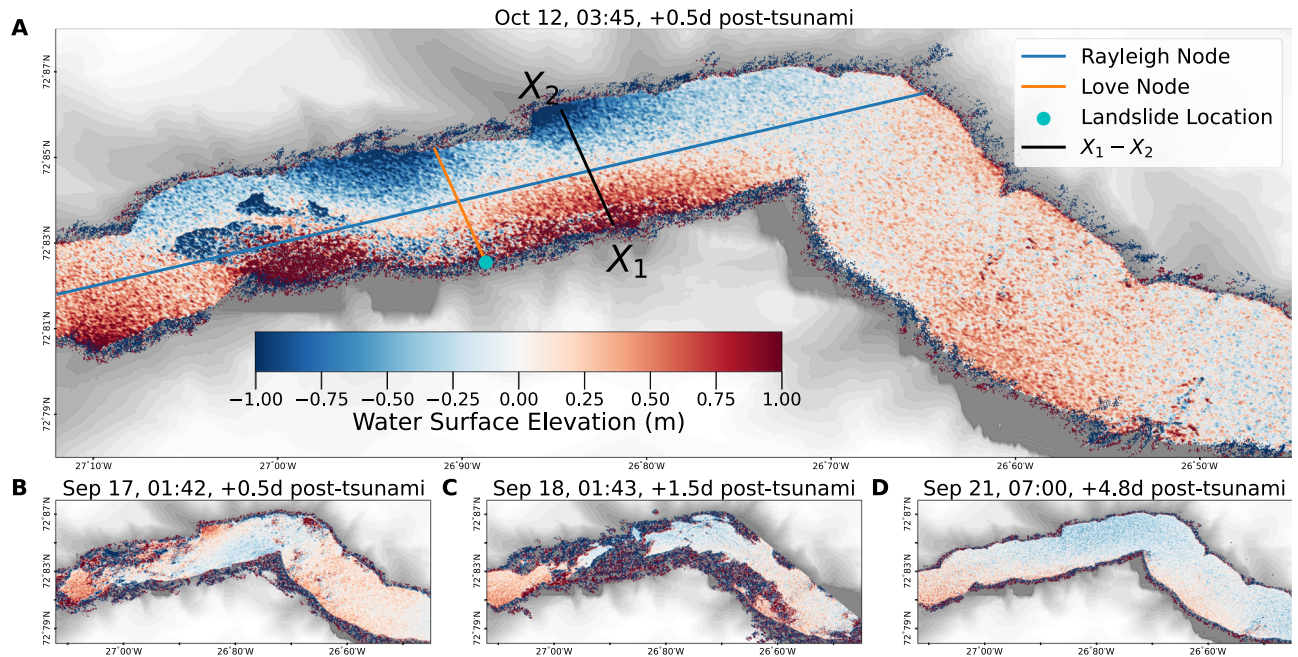 A
Oct 12, 03:45, +0.5d post-tsunami
Rayleigh Node
Love Node
Landslide Location
X₁ − X₂
X₂
X₁
72°87'N
72°85'N
72°83'N
72°81'N
72°79'N
−1.00 −0.75 −0.50 −0.25 0.00 0.25 0.50 0.75 1.00
Water Surface Elevation (m)
27°10'W 27°00'W 26°90'W 26°80'W 26°70'W 26°60'W 26°50'W
B
Sep 17, 01:42, +0.5d post-tsunami
72°87'N
72°83'N
72°79'N
27°00'W 26°80'W 26°60'W
C
Sep 18, 01:43, +1.5d post-tsunami
72°87'N
72°83'N
72°79'N
27°00'W 26°80'W 26°60'W
D
Sep 21, 07:00, +4.8d post-tsunami
72°87'N
72°83'N
72°79'N
27°00'W 26°80'W 26°60'W